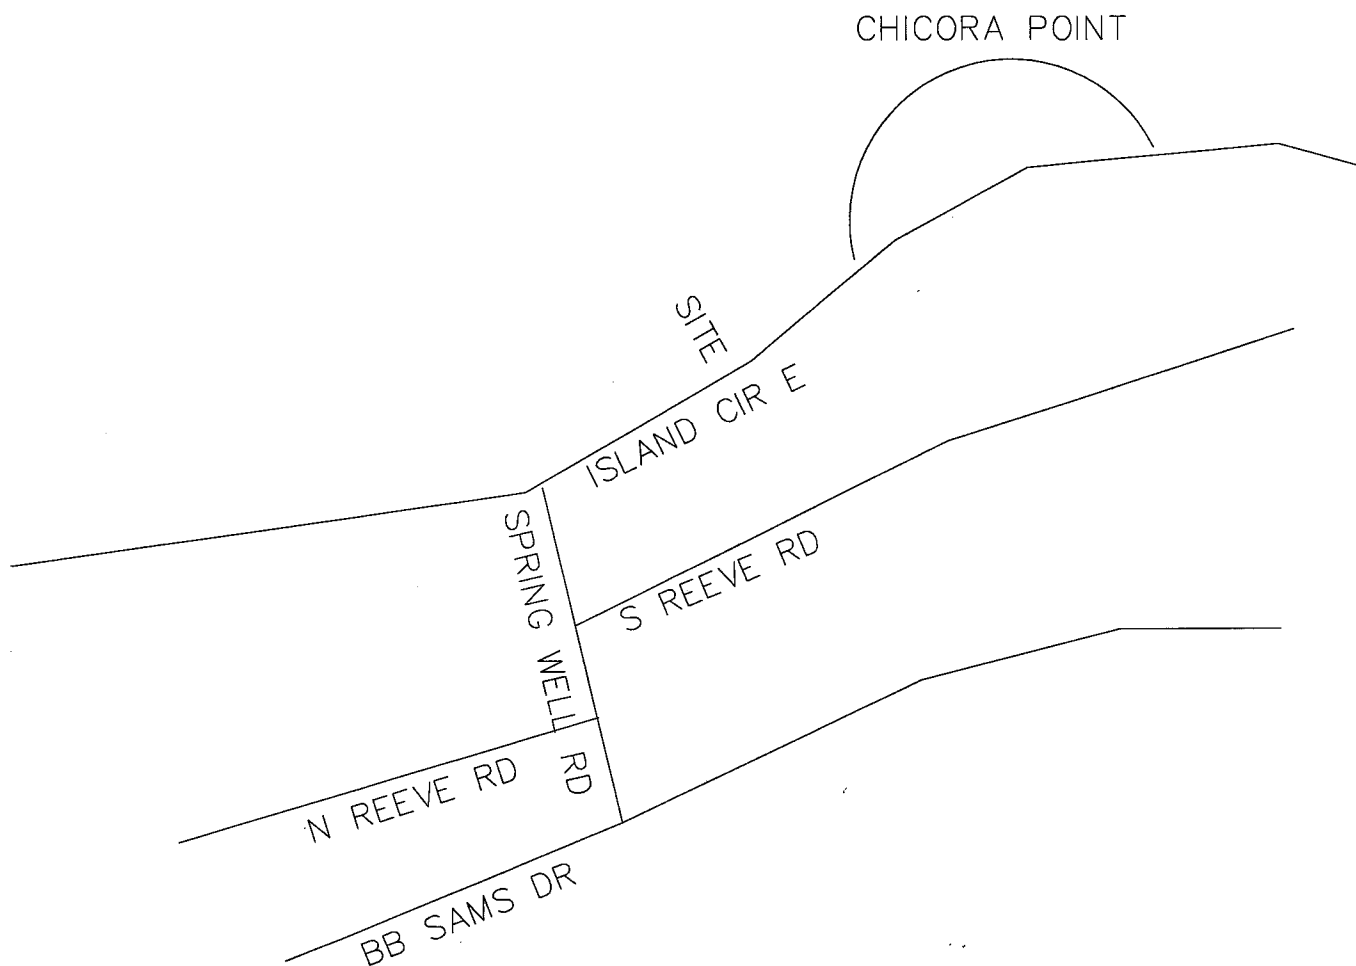 CHICORA POINT
SITE
ISLAND CIR E
SPRING WELL RD
S REEVE RD
N REEVE RD
BB SAMS DR